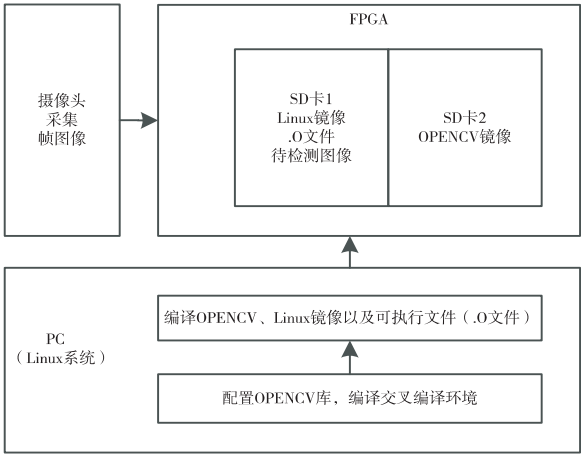 FPGA
摄像头
采集
帧图像
SD卡1
Linux镜像
.O文件
待检测图像
SD卡2
OPENCV镜像
PC
（Linux系统）
编译OPENCV、Linux镜像以及可执行文件（.O文件）
配置OPENCV库，编译交叉编译环境